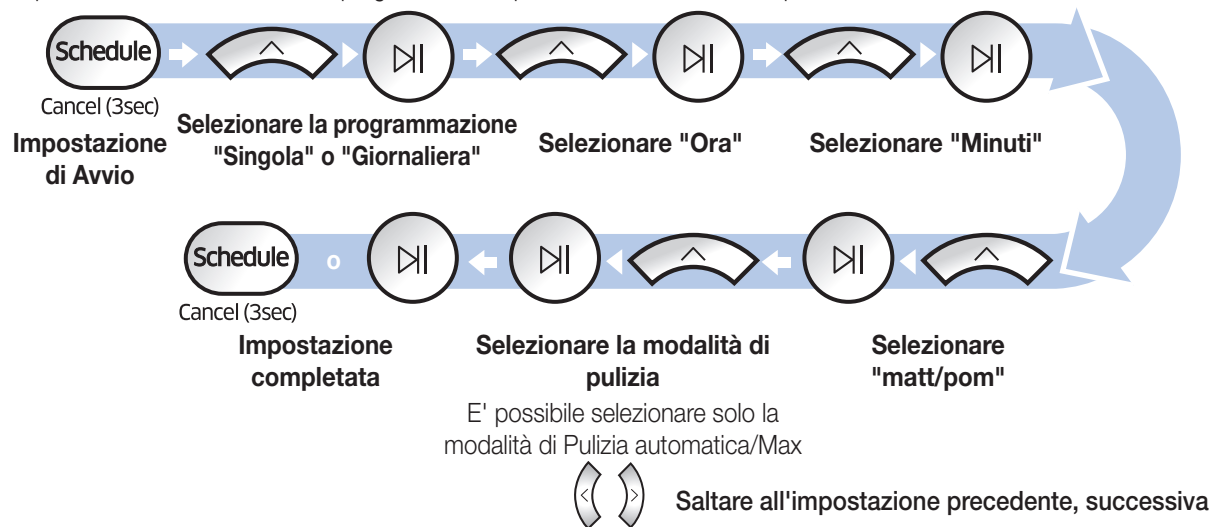 Schedule
Cancel (3sec)
Impostazione
di Avvio
Selezionare la programmazione
"Singola" o "Giornaliera"
Selezionare "Ora"
Selezionare "Minuti"
Schedule
o
Cancel (3sec)
Impostazione
completata
Selezionare la modalità di
pulizia
E' possibile selezionare solo la
modalità di Pulizia automatica/Max
Selezionare
"matt/pom"
Saltare all'impostazione precedente, successiva